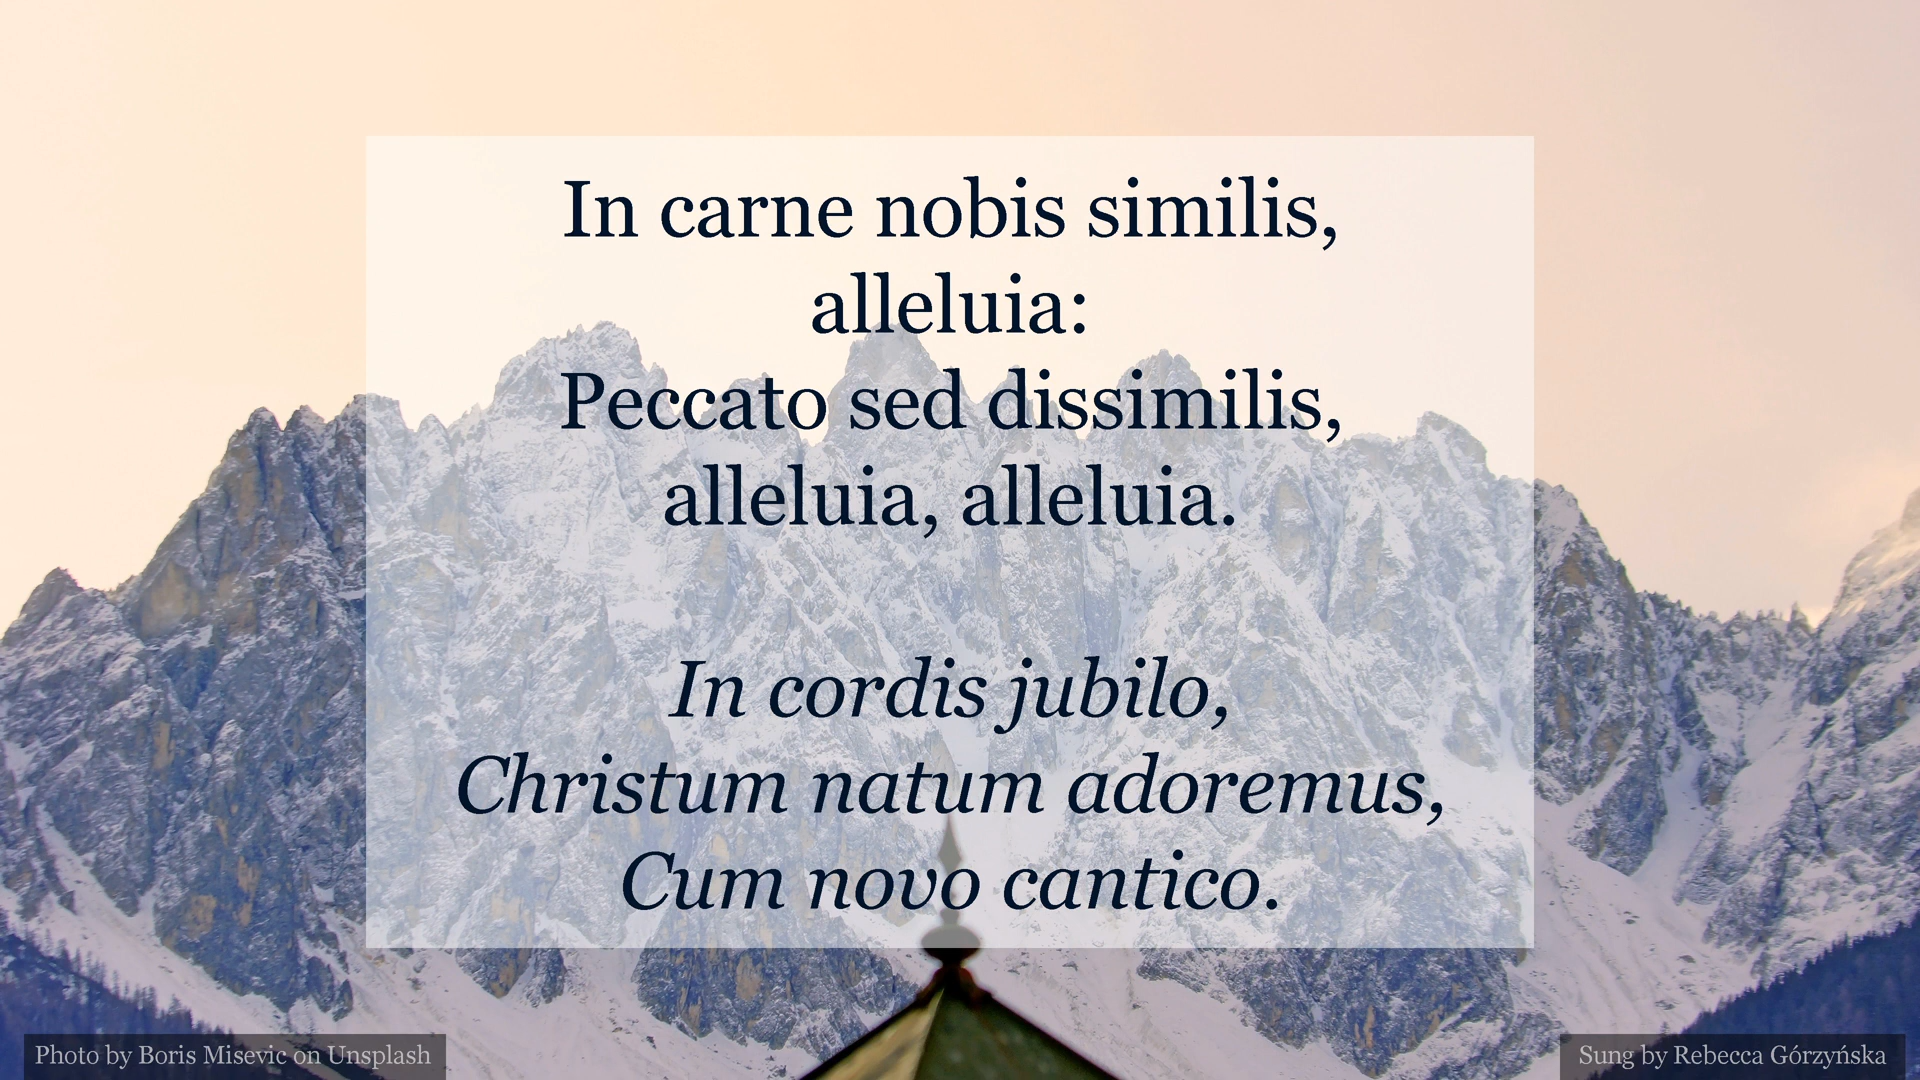 In carne nobis similis,
alleluia:
Peccato sed dissimilis,
alleluia, alleluia.
In cordis jubilo,
Christum natum adoremus,
Cum novo cantico.
Photo by Boris Misevic on Unsplash
Sung by Rebecca Górzyńska